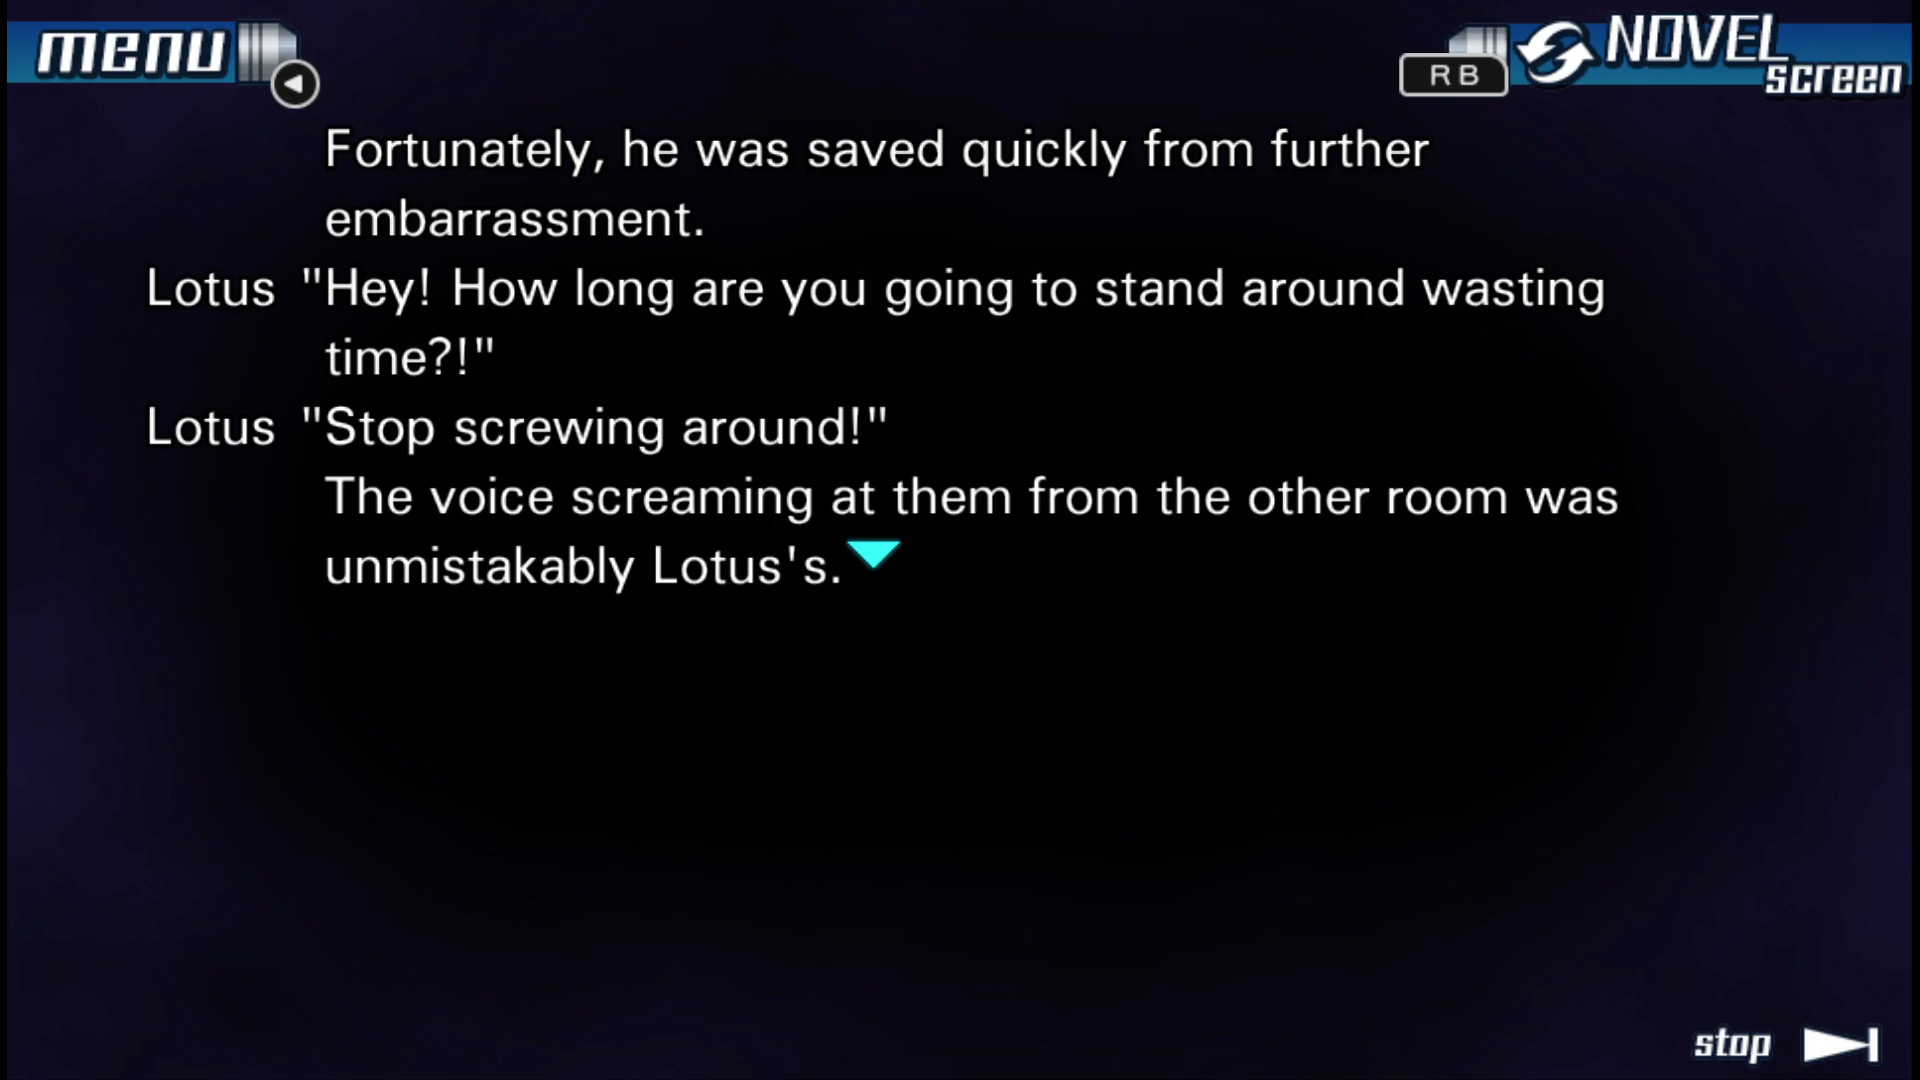 menu
RB
NOVEL
screen
Fortunately, he was saved quickly from further
embarrassment.
Lotus "Hey! How long are you going to stand around wasting
time?!"
Lotus "Stop screwing around!"
The voice screaming at them from the other room was
unmistakably Lotus's.
stop